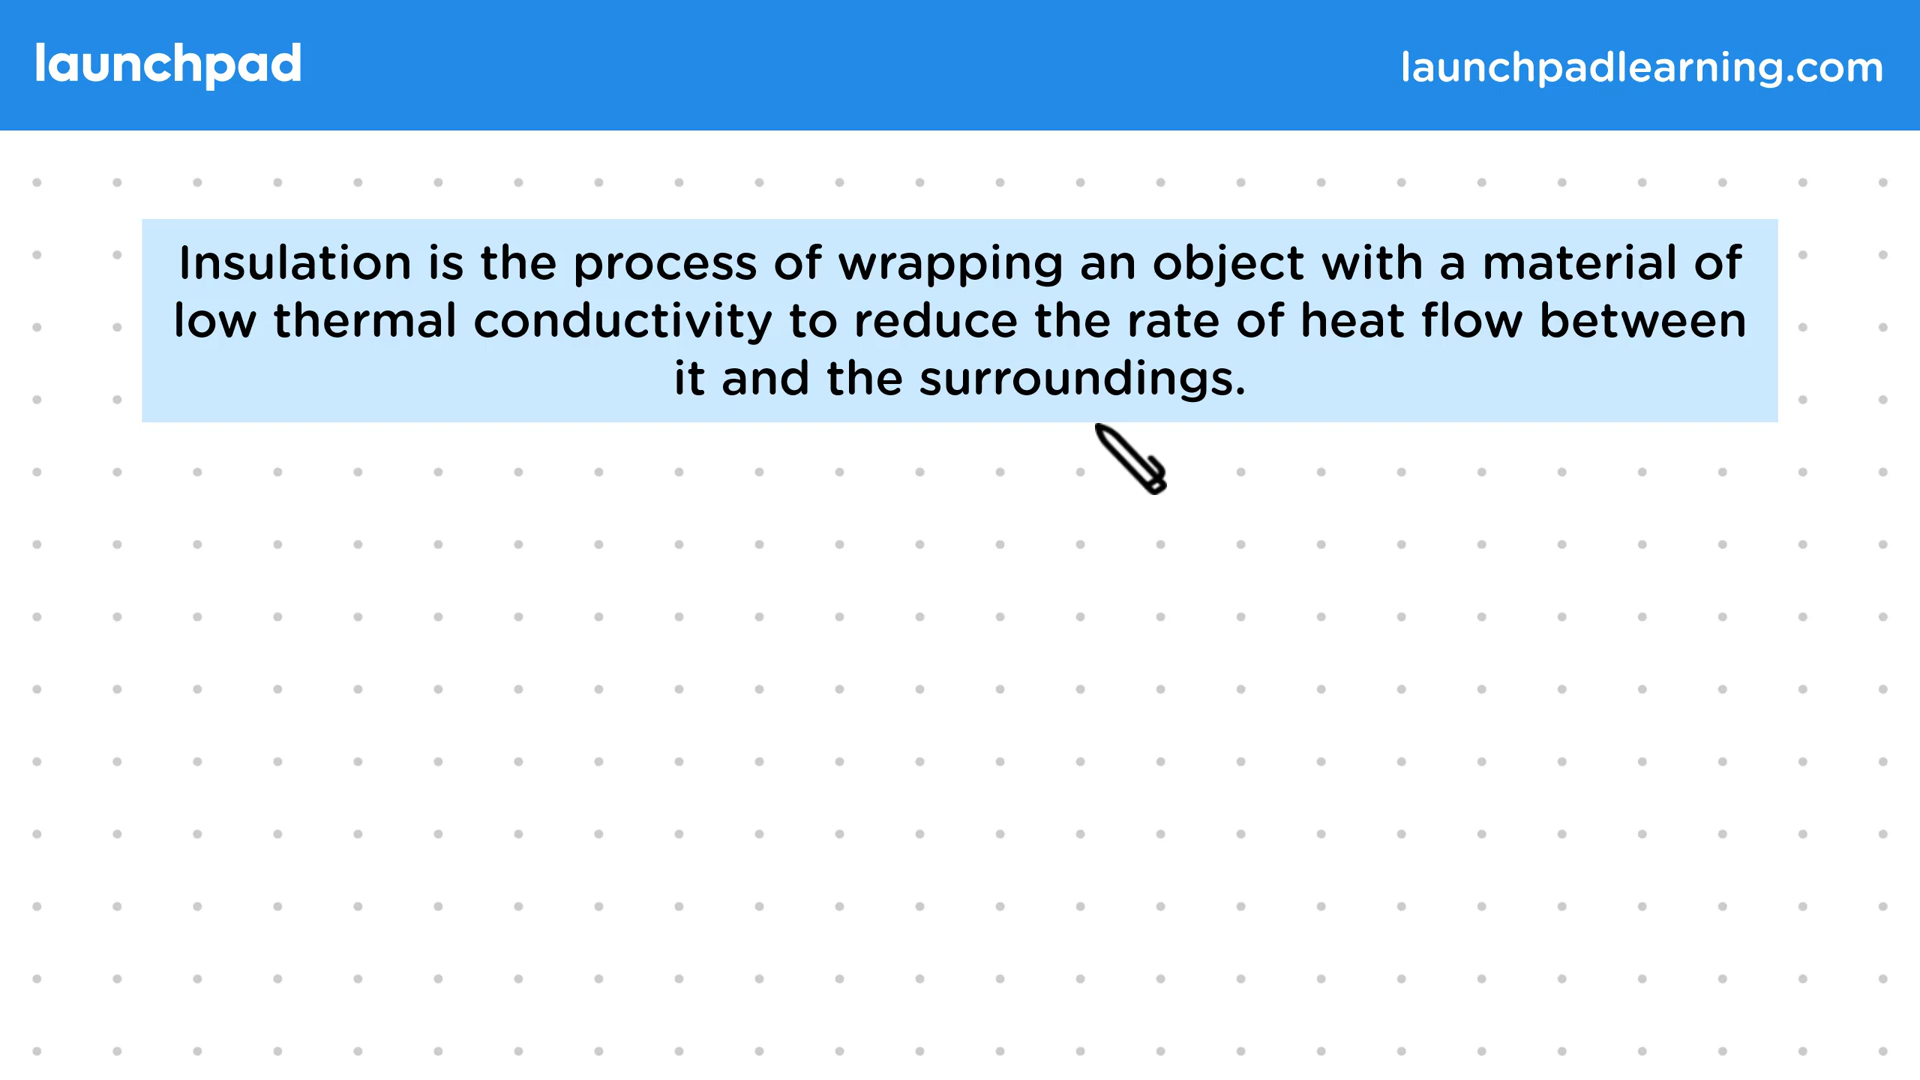 launchpad
launchpadlearning.com
Insulation is the process of wrapping an object with a material of
low thermal conductivity to reduce the rate of heat flow between
it and the surroundings.